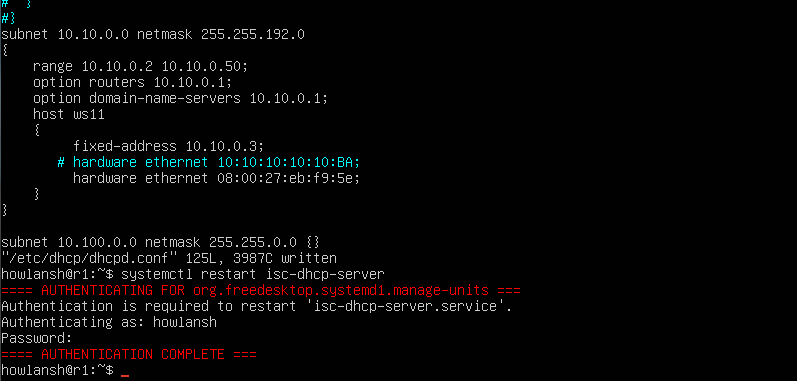 #  }
#}
subnet 10.10.0.0 netmask 255.255.192.0
{
    range 10.10.0.2 10.10.0.50;
    option routers 10.10.0.1;
    option domain-name-servers 10.10.0.1;
    host ws11
    {
         fixed-address 10.10.0.3;
       # hardware ethernet 10:10:10:10:10:BA;
         hardware ethernet 08:00:27:eb:f9:5e;
    }
}
subnet 10.100.0.0 netmask 255.255.0.0 {}
"/etc/dhcp/dhcpd.conf" 125L, 3987C written
howlansh@r1:~$ systemctl restart isc-dhcp-server
==== AUTHENTICATING FOR org.freedesktop.systemd1.manage-units ===
Authentication is required to restart 'isc-dhcp-server.service'.
Authenticating as: howlansh
Password:
==== AUTHENTICATION COMPLETE ===
howlansh@r1:~$ _